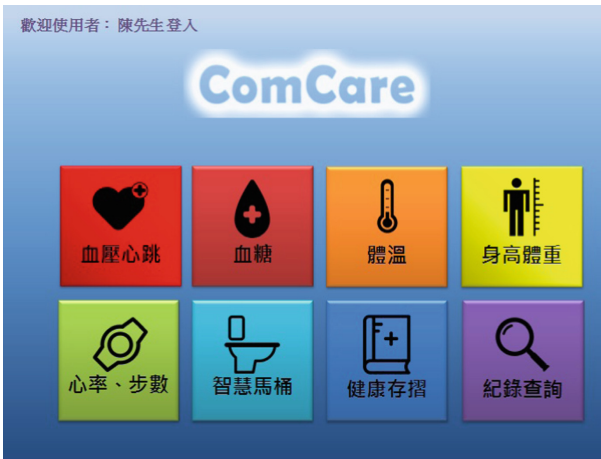 歡迎使用者：陳先生登入
ComCare
血壓心跳
血糖
體溫
身高體重
心率、步數
智慧馬桶
健康存摺
紀錄查詢